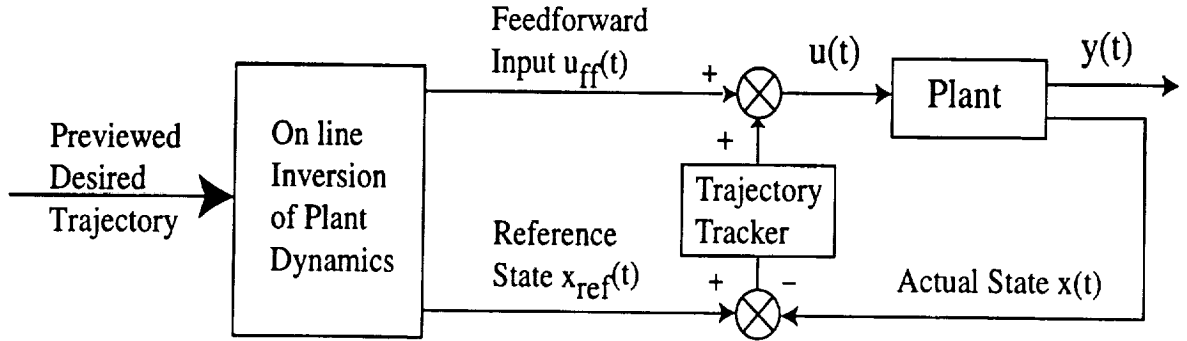 Previewed
Desired
Trajectory
On line
Inversion
of Plant
Dynamics
Feedforward
Input u_ff(t)
Reference
State x_ref(t)
+
+
Trajectory
Tracker
+ −
u(t)
Plant
y(t)
Actual State x(t)